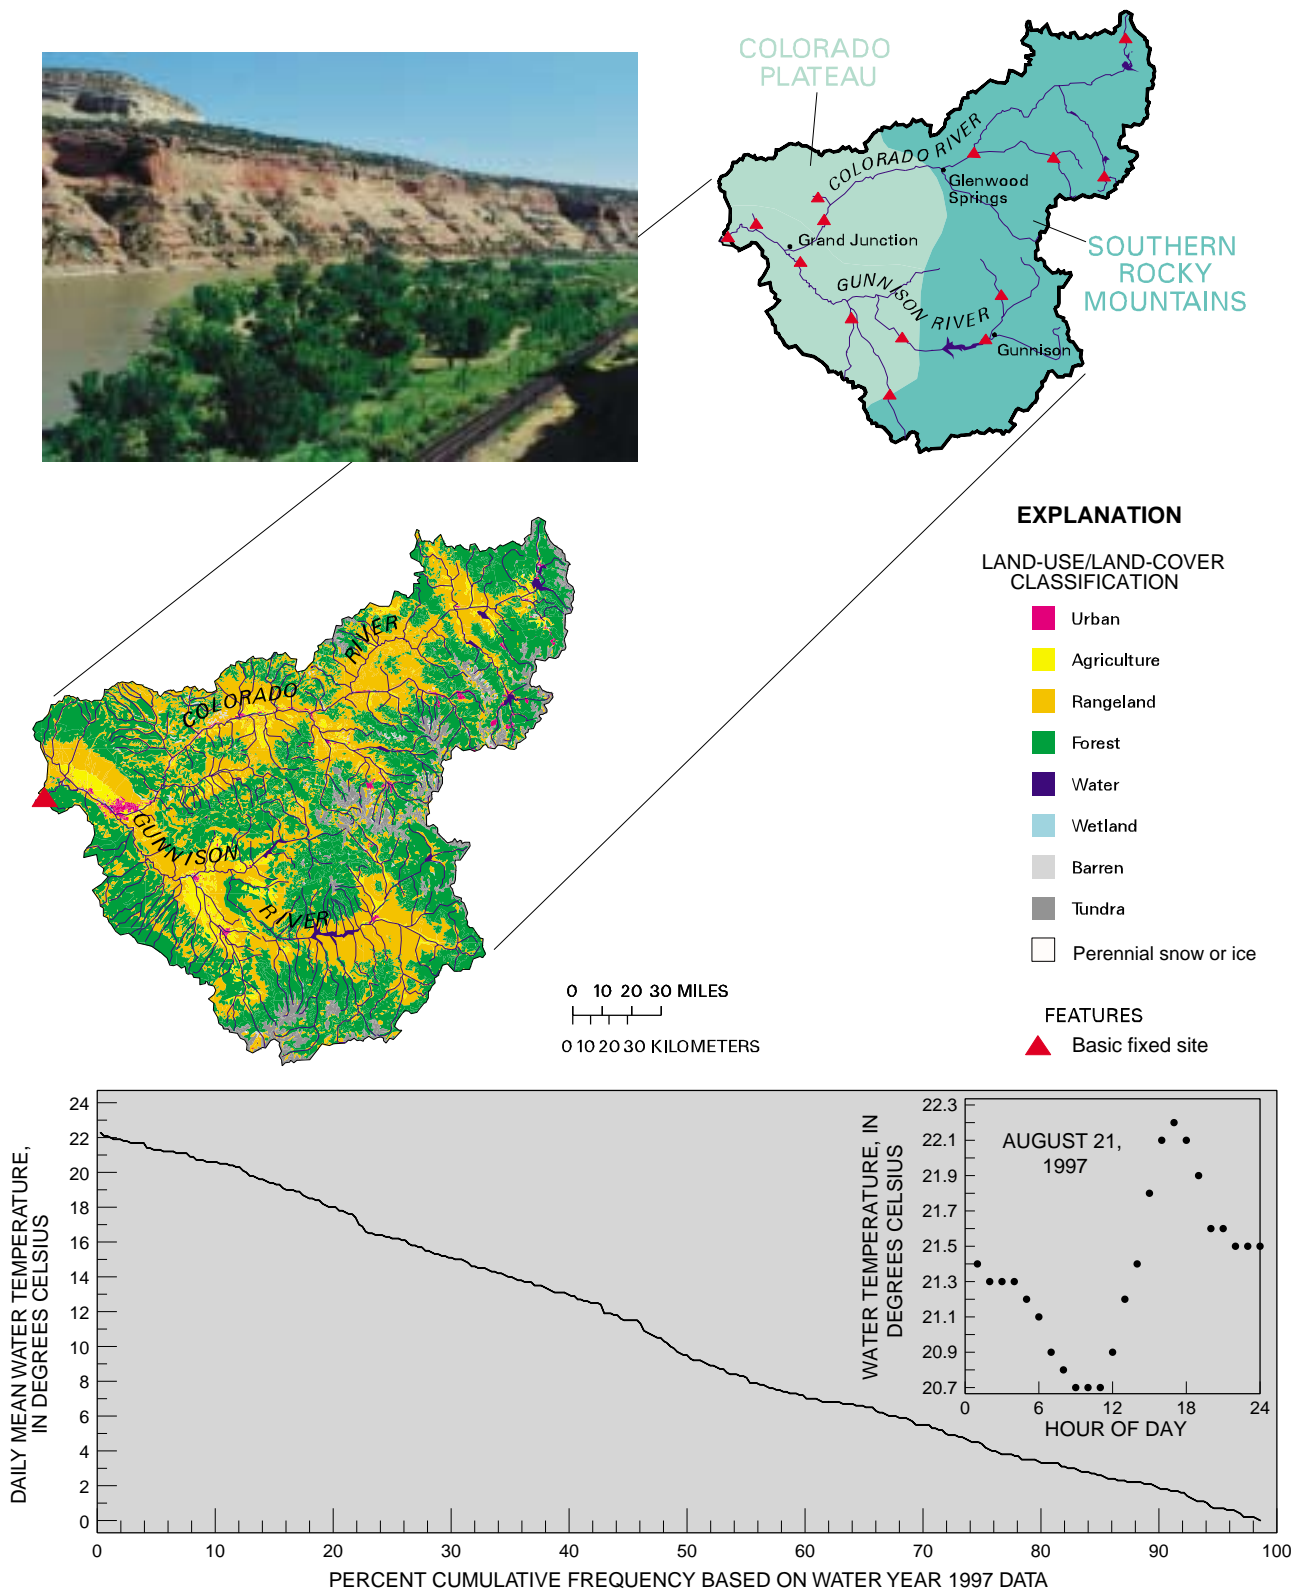 COLORADO
PLATEAU
COLORADO RIVER
Glenwood
Springs
Grand Junction
SOUTHERN
ROCKY
MOUNTAINS
GUNNISON RIVER
Gunnison
EXPLANATION
LAND-USE/LAND-COVER
CLASSIFICATION
Urban
Agriculture
Rangeland
Forest
Water
Wetland
Barren
Tundra
Perennial snow or ice
FEATURES
Basic fixed site
COLORADO RIVER
GUNNISON RIVER
0 10 20 30 MILES
0 10 20 30 KILOMETERS
DAILY MEAN WATER TEMPERATURE,
IN DEGREES CELSIUS
24
22
20
18
16
14
12
10
8
6
4
2
0
0 10 20 30 40 50 60 70 80 90 100
PERCENT CUMULATIVE FREQUENCY BASED ON WATER YEAR 1997 DATA
WATER TEMPERATURE, IN
DEGREES CELSIUS
22.3
22.1
21.9
21.7
21.5
21.3
21.1
20.9
20.7
AUGUST 21,
1997
0 6 12 18 24
HOUR OF DAY